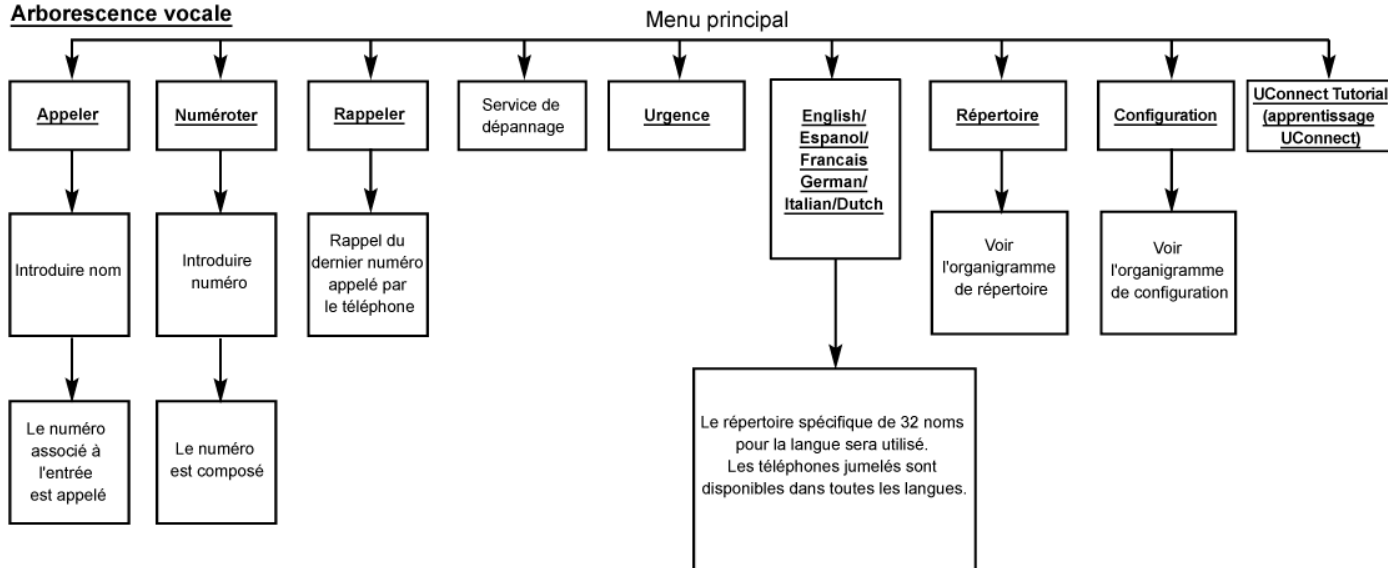 Arborescence vocale
Menu principal
Appeler
Numéroter
Rappeler
Service de
dépannage
Urgence
English/
Espanol/
Francais
German/
Italian/Dutch
Répertoire
Configuration
UConnect Tutorial
(apprentissage
UConnect)
Introduire nom
Introduire
numéro
Rappel du
dernier numéro
appelé par
le téléphone
Voir
l'organigramme
de répertoire
Voir
l'organigramme
de configuration
Le numéro
associé à
l'entrée
est appelé
Le numéro
est composé
Le répertoire spécifique de 32 noms
pour la langue sera utilisé.
Les téléphones jumelés sont
disponibles dans toutes les langues.